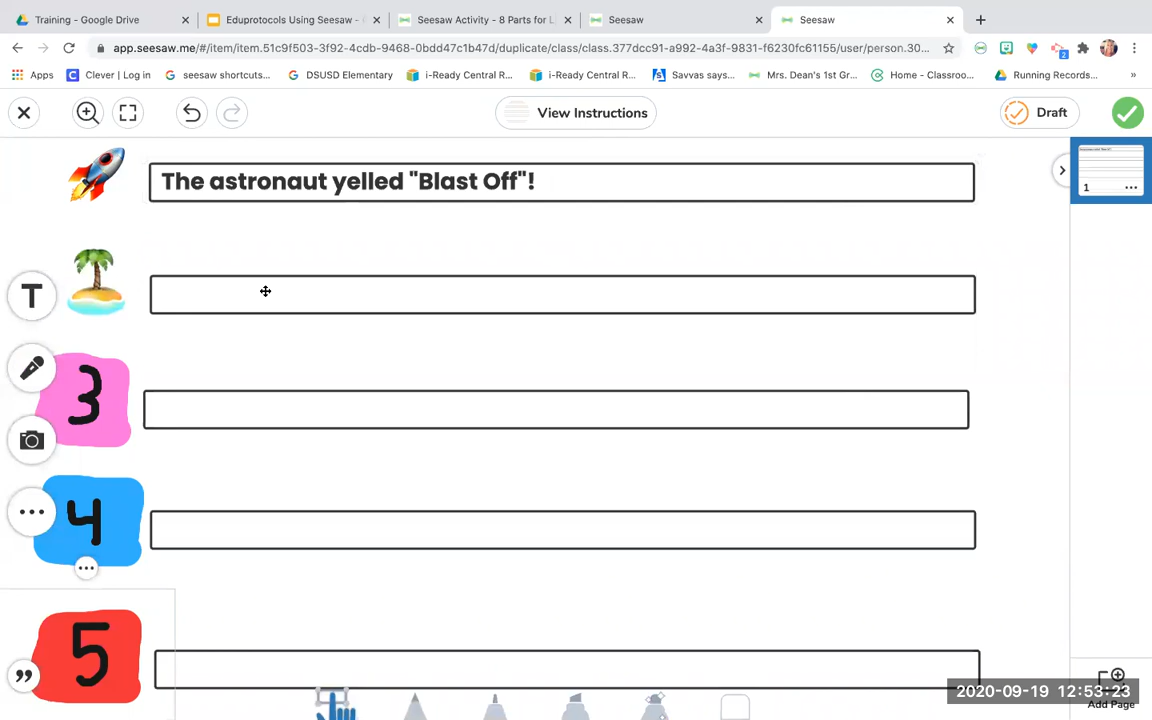 Training - Google Drive
Eduprotocols Using Seesaw -
Seesaw Activity - 8 Parts for L
Seesaw
Seesaw
app.seesaw.me/#/item/item.51c9f503-3f92-4cdb-9468-0bdd47c1b47d/duplicate/class/class.377dcc91-a992-4a3f-9831-f6230fc61155/user/person.30...
Apps
Clever | Log in
seesaw shortcuts...
DSUSD Elementary
i-Ready Central R...
i-Ready Central R...
Savvas says...
Mrs. Dean's 1st Gr...
Home - Classroo...
Running Records...
»
View Instructions
Draft
The astronaut yelled "Blast Off"!
1
T
3
4
5
2020-09-19 12:53:23
Add Page